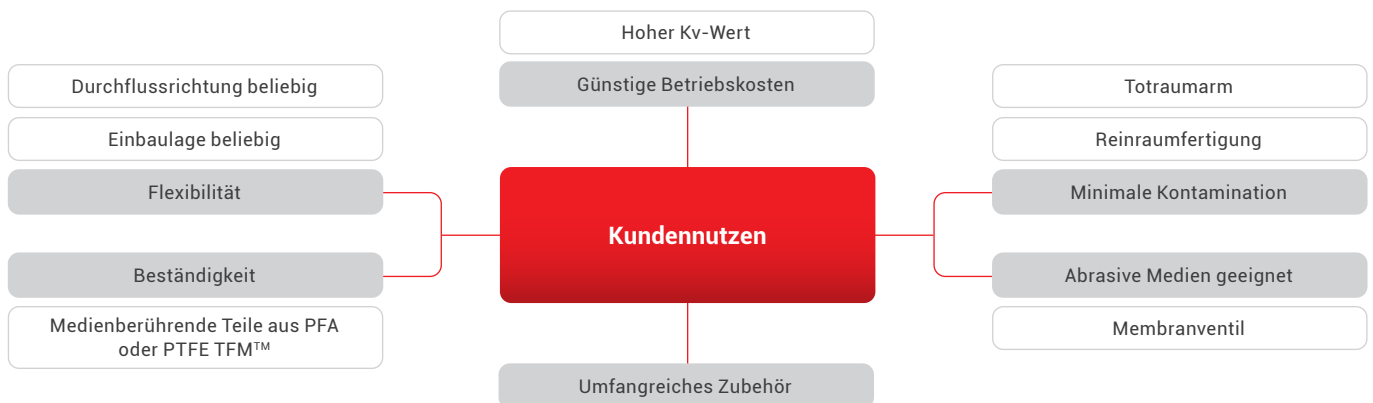 Hoher Kv-Wert
Günstige Betriebskosten
Durchflussrichtung beliebig
Einbaulage beliebig
Flexibilität
Beständigkeit
Medienberührende Teile aus PFA
oder PTFE TFM™
Kundennutzen
Totraumarm
Reinraumfertigung
Minimale Kontamination
Abrasive Medien geeignet
Membranventil
Umfangreiches Zubehör